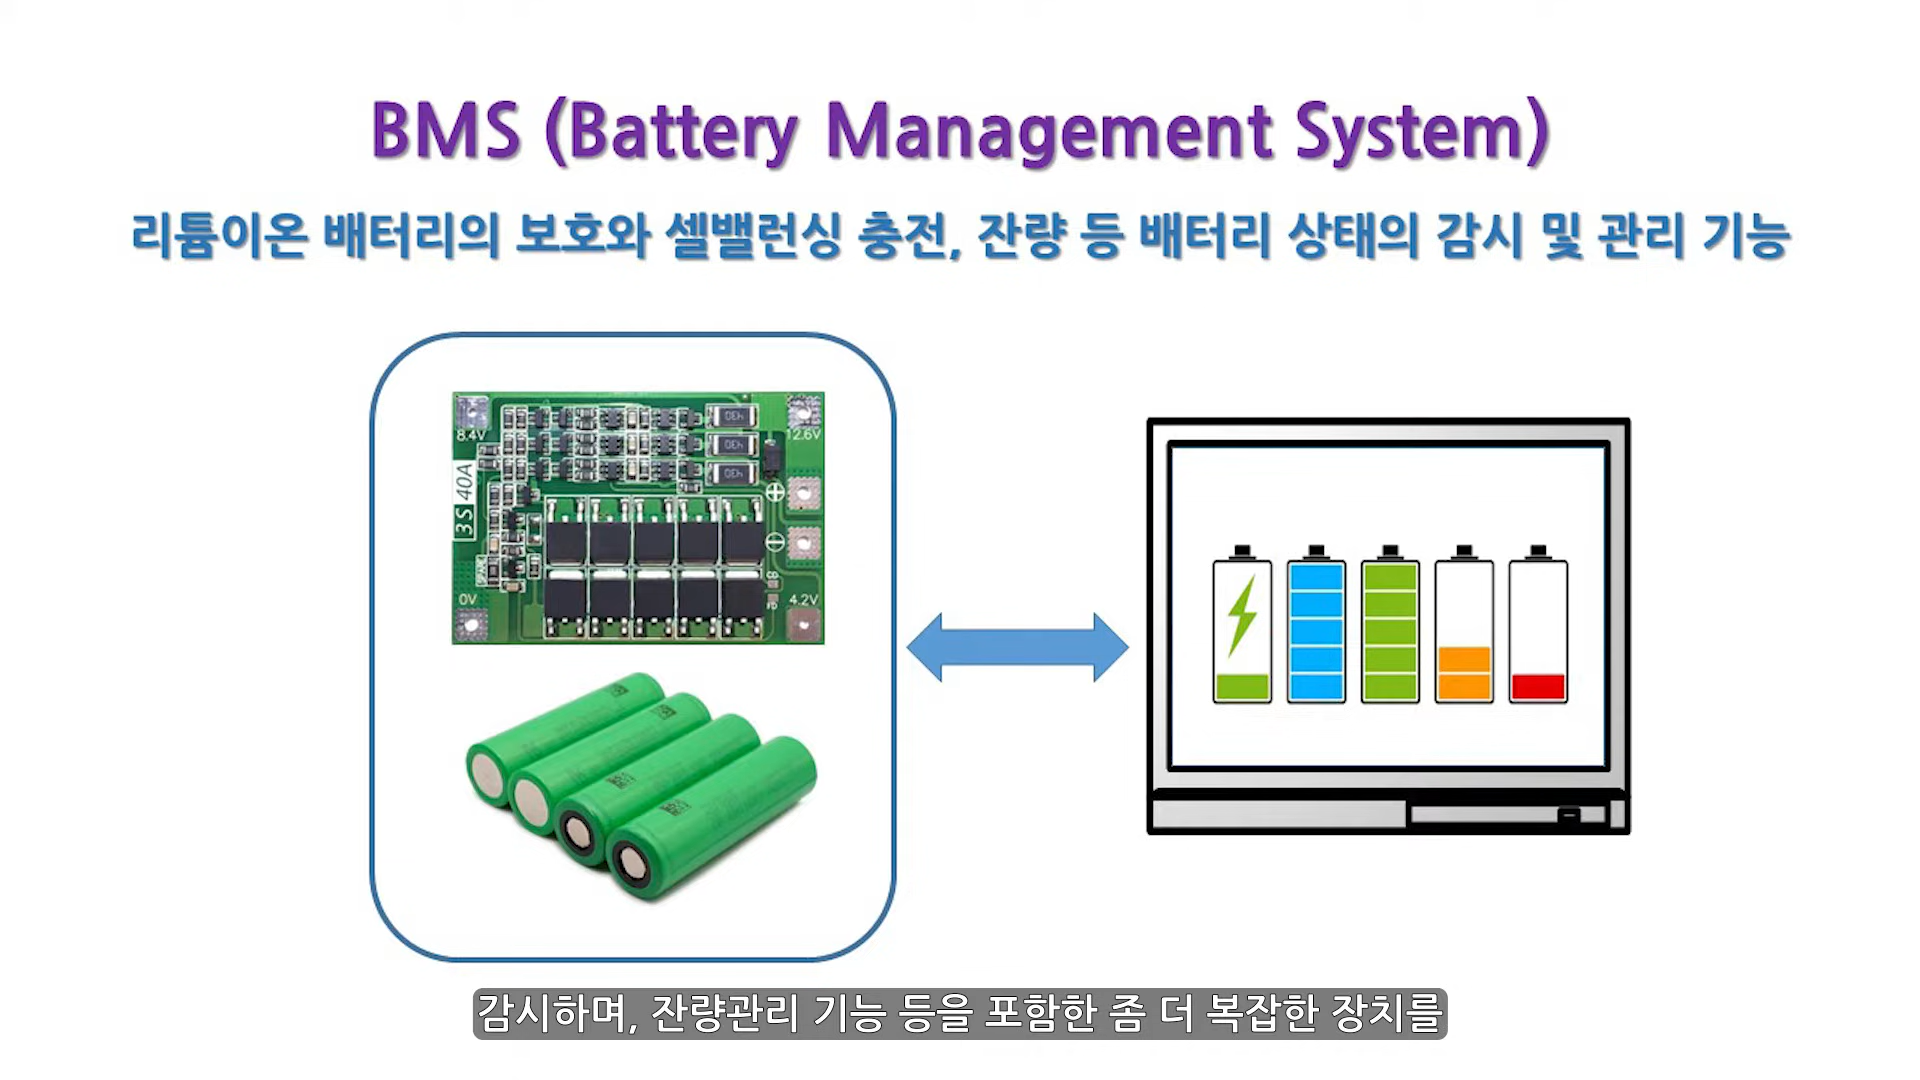 BMS (Battery Management System)
리튬이온 배터리의 보호와 셀밸런싱 충전, 잔량 등 배터리 상태의 감시 및 관리 기능
8.4V
12.6V
3S 40A
0V
4.2V
감시하며, 잔량관리 기능 등을 포함한 좀 더 복잡한 장치를